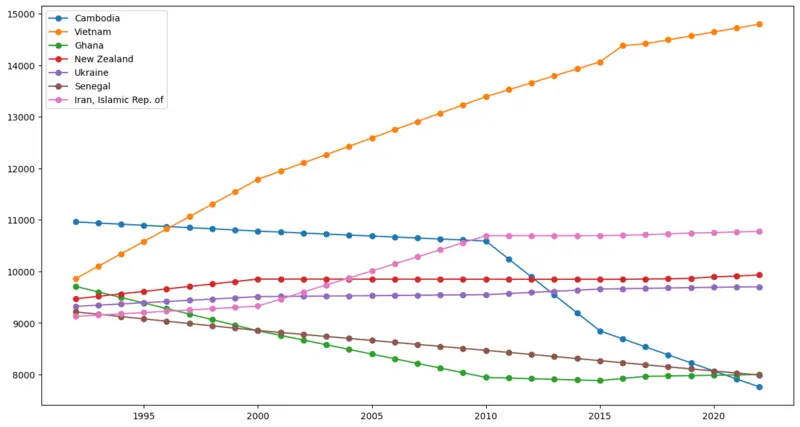 15000
14000
13000
12000
11000
10000
9000
8000
Cambodia
Vietnam
Ghana
New Zealand
Ukraine
Senegal
Iran, Islamic Rep. of
1995 2000 2005 2010 2015 2020